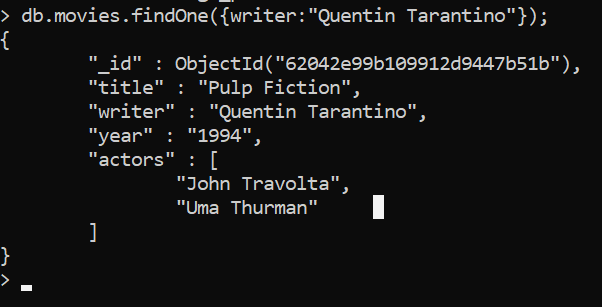 > db.movies.findOne({writer:"Quentin Tarantino"});
{
        "_id" : ObjectId("62042e99b109912d9447b51b"),
        "title" : "Pulp Fiction",
        "writer" : "Quentin Tarantino",
        "year" : "1994",
        "actors" : [
                "John Travolta",
                "Uma Thurman"
        ]
}
>